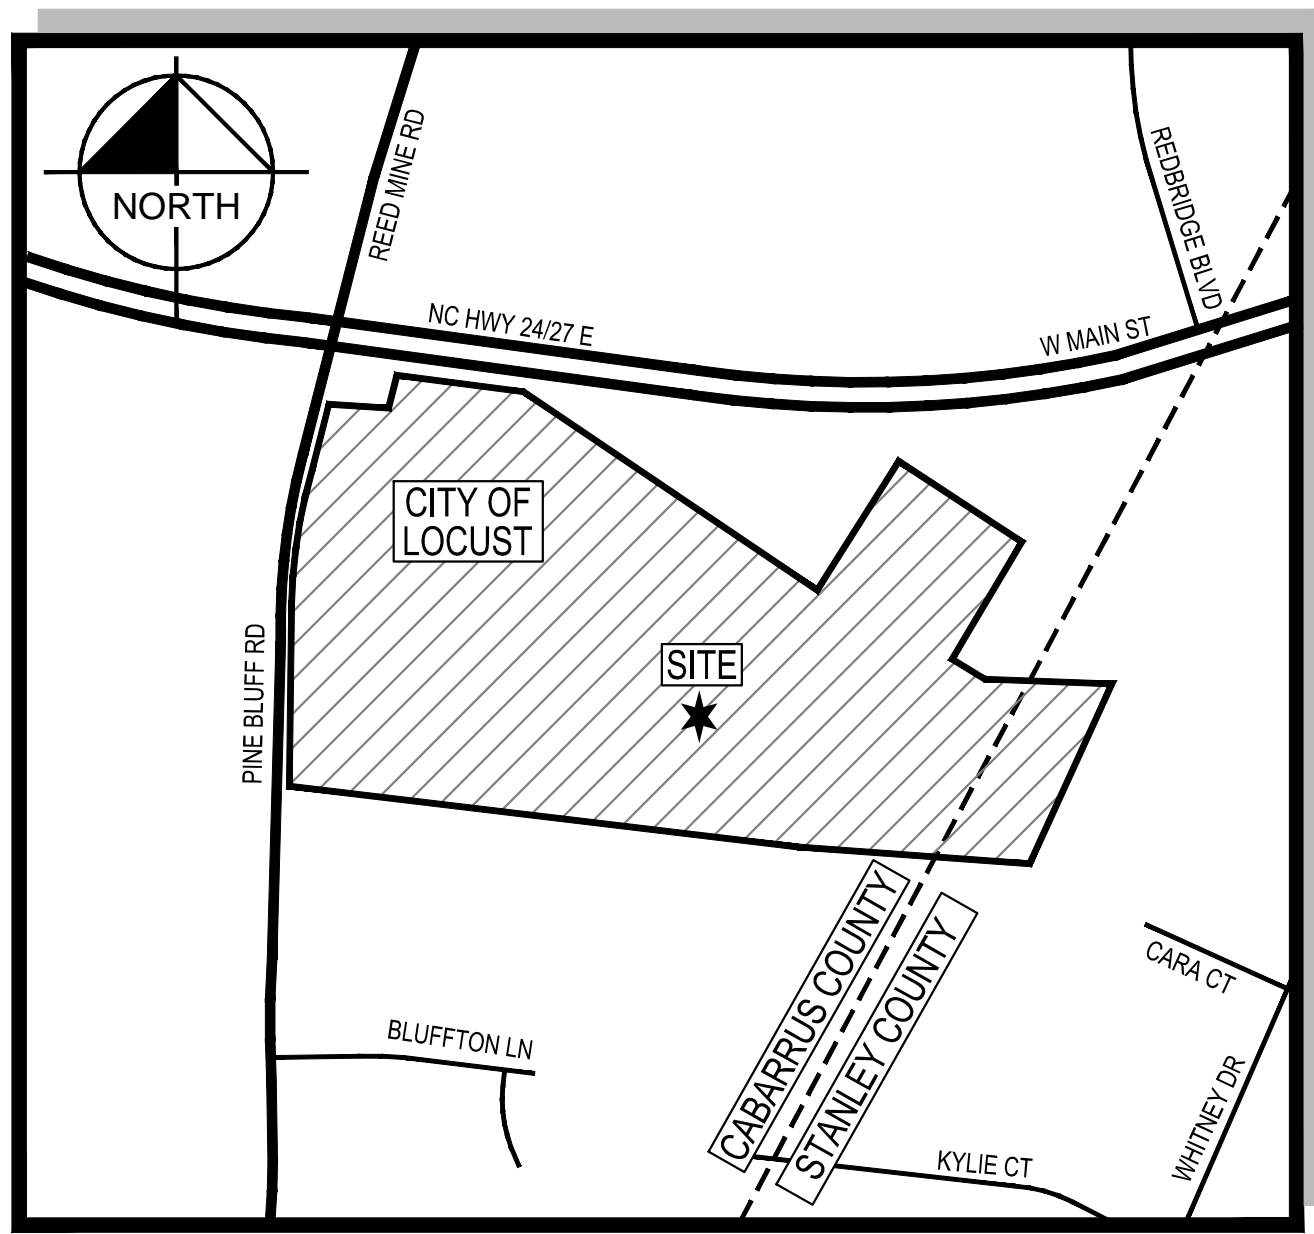 NORTH
REED MINE RD
REDBRIDGE BLVD
NC HWY 24/27 E
W MAIN ST
CITY OF
LOCUST
SITE
PINE BLUFF RD
CABARRUS COUNTY
STANLEY COUNTY
CARA CT
BLUFFTON LN
WHITNEY DR
KYLIE CT